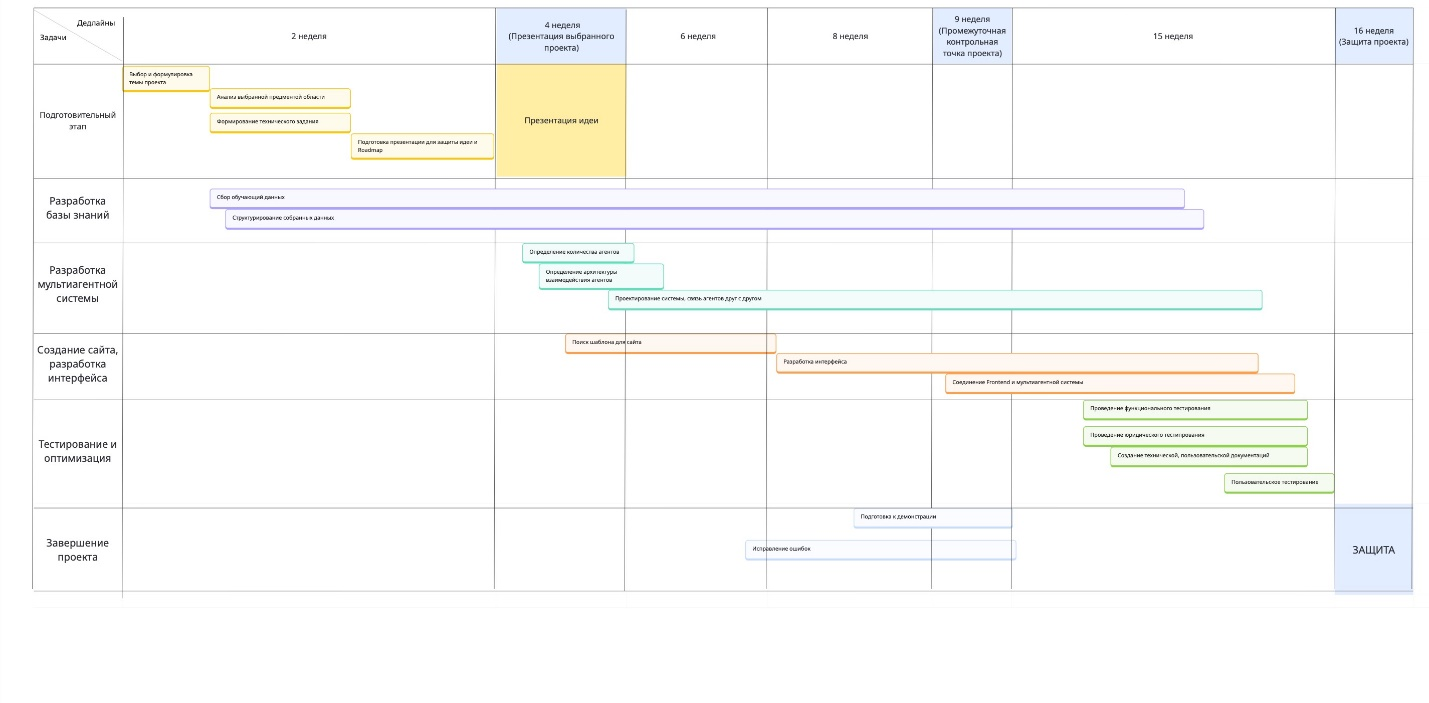 Дедлайны
Задачи
2 неделя
4 неделя
(Презентация выбранного
проекта)
6 неделя
8 неделя
9 неделя
(Промежуточная
контрольная
точка проекта)
15 неделя
16 неделя
(Защита проекта)
Подготовительный
этап
Выбор и формулировка
темы проекта
Анализ выбранной предметной области
Формирование технического задания
Подготовка презентации для защиты идеи и
Roadmap
Презентация идеи
Разработка
базы знаний
Сбор обучающий данных
Структурирование собранных данных
Разработка
мультиагентной
системы
Определение количества агентов
Определение архитектуры
взаимодействия агентов
Проектирование системы, связь агентов друг с другом
Создание сайта,
разработка
интерфейса
Поиск шаблона для сайта
Разработка интерфейса
Соединение Frontend и мультиагентной системы
Тестирование и
оптимизация
Проведение функционального тестирования
Проведение юридического тестирования
Создание технической, пользовательской документаций
Пользовательское тестирование
Завершение
проекта
Подготовка к демонстрации
Исправление ошибок
ЗАЩИТА